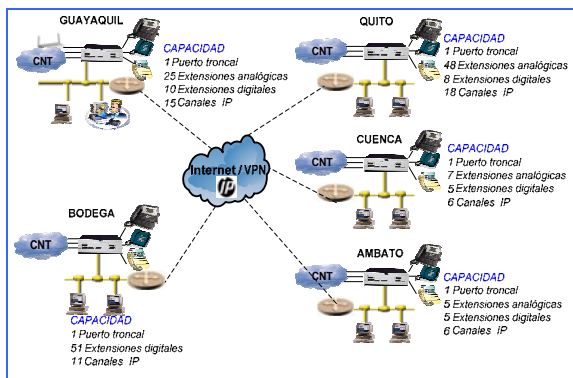 GUAYAQUIL
CNT
CAPACIDAD
1 Puerto troncal
25 Extensiones analógicas
10 Extensiones digitales
15 Canales IP
QUITO
CNT
CAPACIDAD
1 Puerto troncal
48 Extensiones analógicas
8 Extensiones digitales
18 Canales IP
Internet / VPN
IP
CUENCA
CNT
CAPACIDAD
1 Puerto troncal
7 Extensiones analógicas
5 Extensiones digitales
6 Canales IP
BODEGA
CNT
CAPACIDAD
1 Puerto troncal
51 Extensiones digitales
11 Canales IP
AMBATO
CNT
CAPACIDAD
1 Puerto troncal
5 Extensiones analógicas
5 Extensiones digitales
6 Canales IP